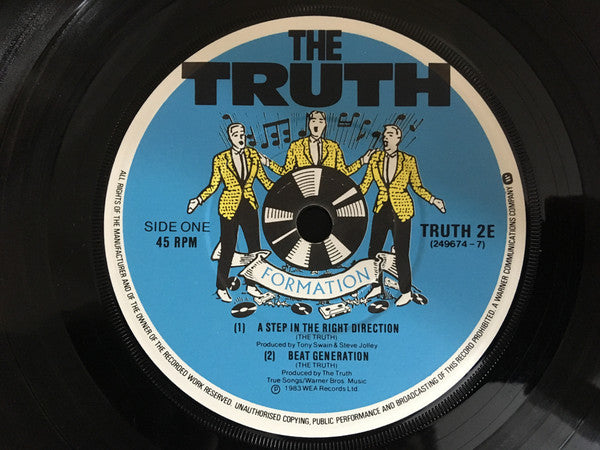 THE
TRUTH
SIDE ONE
45 RPM
TRUTH 2E
(249674 - 7)
FORMATION
(1) A STEP IN THE RIGHT DIRECTION
(THE TRUTH)
Produced by Tony Swain & Steve Jolley
(2) BEAT GENERATION
(THE TRUTH)
Produced by The Truth
True Songs/Warner Bros. Music
℗ 1983 WEA Records Ltd.
ALL RIGHTS OF THE MANUFACTURER AND OF THE OWNER OF THE RECORDED WORK RESERVED. UNAUTHORISED COPYING, PUBLIC PERFORMANCE AND BROADCASTING OF THIS RECORD PROHIBITED. A WARNER COMMUNICATIONS COMPANY